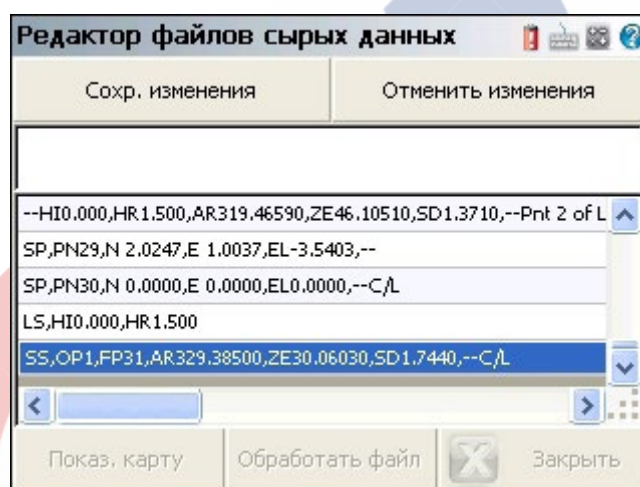 Редактор файлов сырых данных
Сохр. изменения Отменить изменения
--HI0.000,HR1.500,AR319.46590,ZE46.10510,SD1.3710,--Pnt 2 of L
SP,PN29,N 2.0247,E 1.0037,EL-3.5403,--
SP,PN30,N 0.0000,E 0.0000,EL0.0000,--C/L
LS,HI0.000,HR1.500
SS,OP1,FP31,AR329.38500,ZE30.06030,SD1.7440,--C/L
Показ. карту Обработать файл Закрыть